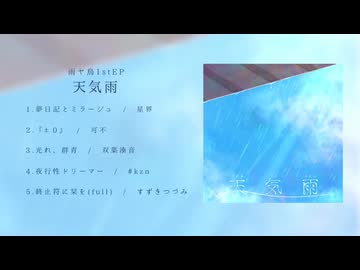 雨ヤ鳥1stEP
天気雨
1.夢日記とミラージュ / 星界
2.『±0』 / 可不
3.光れ、群青 / 双葉湊音
4.夜行性ドリーマー / #kzn
5.終止符に栞を(full) / すずきつづみ
天気雨